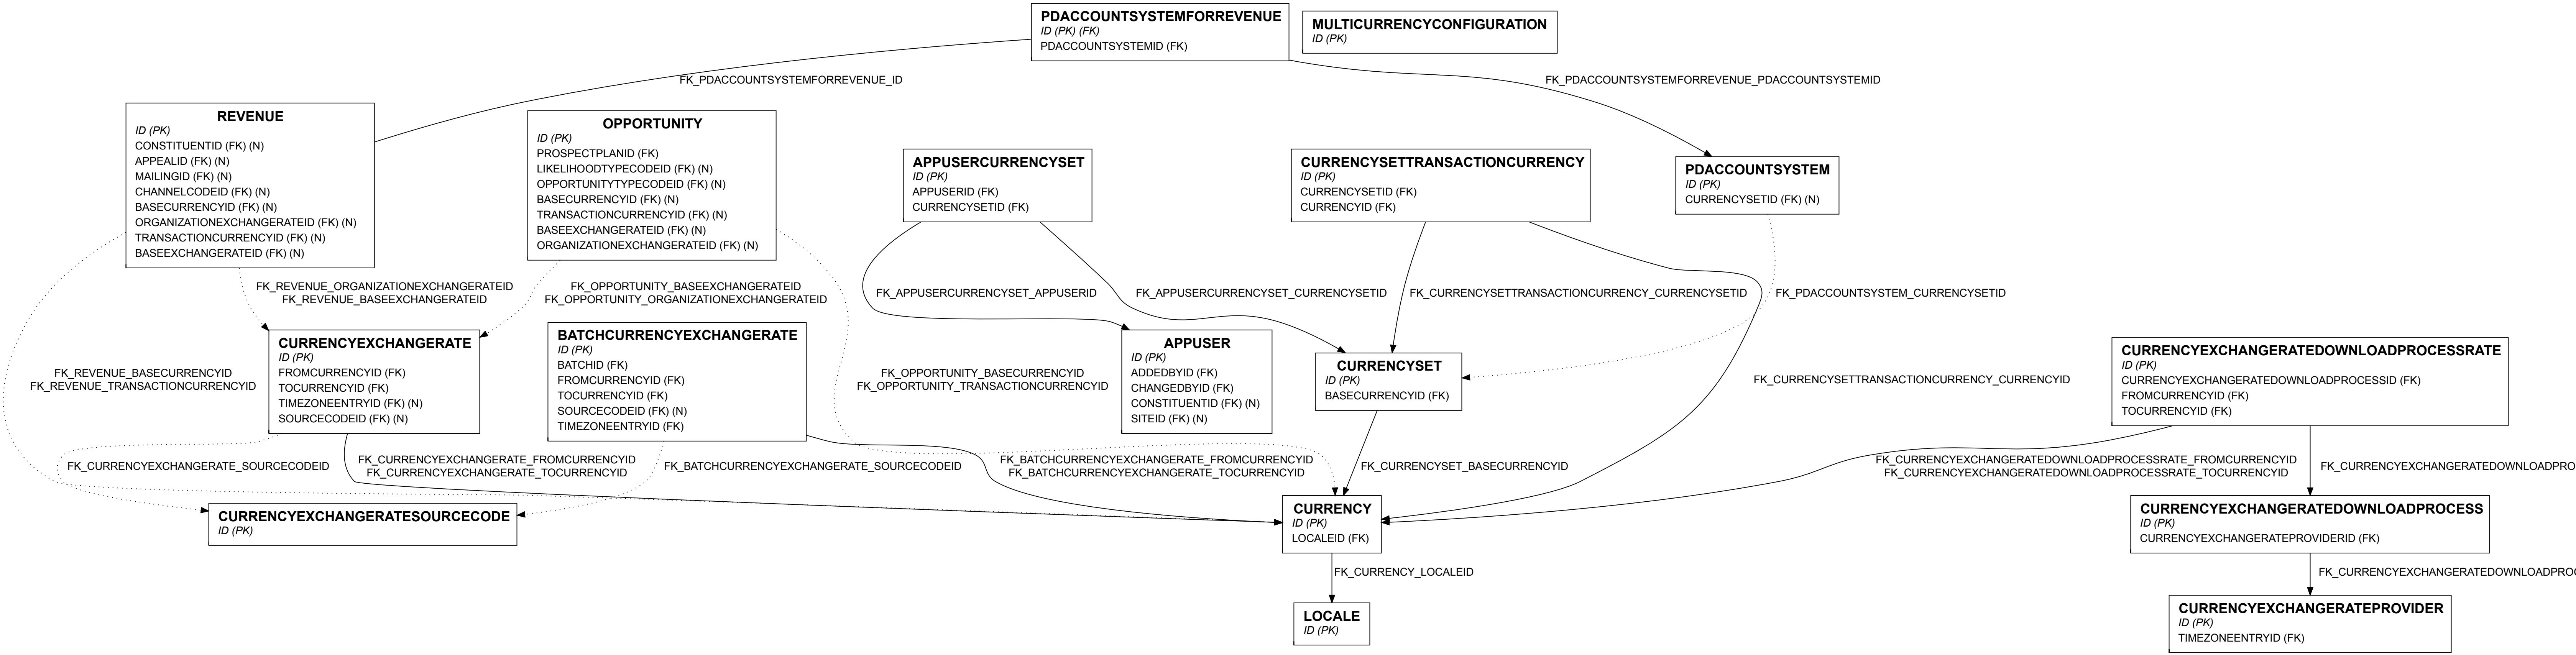 PDACCOUNTSYSTEMFORREVENUE
ID (PK) (FK)
PDACCOUNTSYSTEMID (FK)
MULTICURRENCYCONFIGURATION
ID (PK)
FK_PDACCOUNTSYSTEMFORREVENUE_ID
FK_PDACCOUNTSYSTEMFORREVENUE_PDACCOUNTSYSTEMID
REVENUE
ID (PK)
CONSTITUENTID (FK) (N)
APPEALID (FK) (N)
MAILINGID (FK) (N)
CHANNELCODEID (FK) (N)
BASECURRENCYID (FK) (N)
ORGANIZATIONEXCHANGERATEID (FK) (N)
TRANSACTIONCURRENCYID (FK) (N)
BASEEXCHANGERATEID (FK) (N)
OPPORTUNITY
ID (PK)
PROSPECTPLANID (FK)
LIKELIHOODTYPECODEID (FK) (N)
OPPORTUNITYTYPECODEID (FK) (N)
BASECURRENCYID (FK) (N)
TRANSACTIONCURRENCYID (FK) (N)
BASEEXCHANGERATEID (FK) (N)
ORGANIZATIONEXCHANGERATEID (FK) (N)
APPUSERCURRENCYSET
ID (PK)
APPUSERID (FK)
CURRENCYSETID (FK)
CURRENCYSETTRANSACTIONCURRENCY
ID (PK)
CURRENCYSETID (FK)
CURRENCYID (FK)
PDACCOUNTSYSTEM
ID (PK)
CURRENCYSETID (FK) (N)
FK_REVENUE_ORGANIZATIONEXCHANGERATEID
FK_REVENUE_BASEEXCHANGERATEID
FK_OPPORTUNITY_BASEEXCHANGERATEID
FK_OPPORTUNITY_ORGANIZATIONEXCHANGERATEID
FK_APPUSERCURRENCYSET_APPUSERID
FK_APPUSERCURRENCYSET_CURRENCYSETID
FK_CURRENCYSETTRANSACTIONCURRENCY_CURRENCYSETID
FK_PDACCOUNTSYSTEM_CURRENCYSETID
FK_REVENUE_BASECURRENCYID
FK_REVENUE_TRANSACTIONCURRENCYID
CURRENCYEXCHANGERATE
ID (PK)
FROMCURRENCYID (FK)
TOCURRENCYID (FK)
TIMEZONEENTRYID (FK) (N)
SOURCECODEID (FK) (N)
BATCHCURRENCYEXCHANGERATE
ID (PK)
BATCHID (FK)
FROMCURRENCYID (FK)
TOCURRENCYID (FK)
SOURCECODEID (FK) (N)
TIMEZONEENTRYID (FK)
FK_OPPORTUNITY_BASECURRENCYID
FK_OPPORTUNITY_TRANSACTIONCURRENCYID
APPUSER
ID (PK)
ADDEDBYID (FK)
CHANGEDBYID (FK)
CONSTITUENTID (FK) (N)
SITEID (FK) (N)
CURRENCYSET
ID (PK)
BASECURRENCYID (FK)
FK_CURRENCYSETTRANSACTIONCURRENCY_CURRENCYID
CURRENCYEXCHANGERATEDOWNLOADPROCESSRATE
ID (PK)
CURRENCYEXCHANGERATEDOWNLOADPROCESSID (FK)
FROMCURRENCYID (FK)
TOCURRENCYID (FK)
FK_CURRENCYEXCHANGERATE_SOURCECODEID
FK_CURRENCYEXCHANGERATE_FROMCURRENCYID
FK_CURRENCYEXCHANGERATE_TOCURRENCYID
FK_BATCHCURRENCYEXCHANGERATE_SOURCECODEID
FK_BATCHCURRENCYEXCHANGERATE_FROMCURRENCYID
FK_BATCHCURRENCYEXCHANGERATE_TOCURRENCYID
FK_CURRENCYSET_BASECURRENCYID
FK_CURRENCYEXCHANGERATEDOWNLOADPROCESSRATE_FROMCURRENCYID
FK_CURRENCYEXCHANGERATEDOWNLOADPROCESSRATE_TOCURRENCYID
FK_CURRENCYEXCHANGERATEDOWNLOADPRO
CURRENCYEXCHANGERATESOURCECODE
ID (PK)
CURRENCY
ID (PK)
LOCALEID (FK)
CURRENCYEXCHANGERATEDOWNLOADPROCESS
ID (PK)
CURRENCYEXCHANGERATEPROVIDERID (FK)
FK_CURRENCY_LOCALEID
FK_CURRENCYEXCHANGERATEDOWNLOADPRO
LOCALE
ID (PK)
CURRENCYEXCHANGERATEPROVIDER
ID (PK)
TIMEZONEENTRYID (FK)